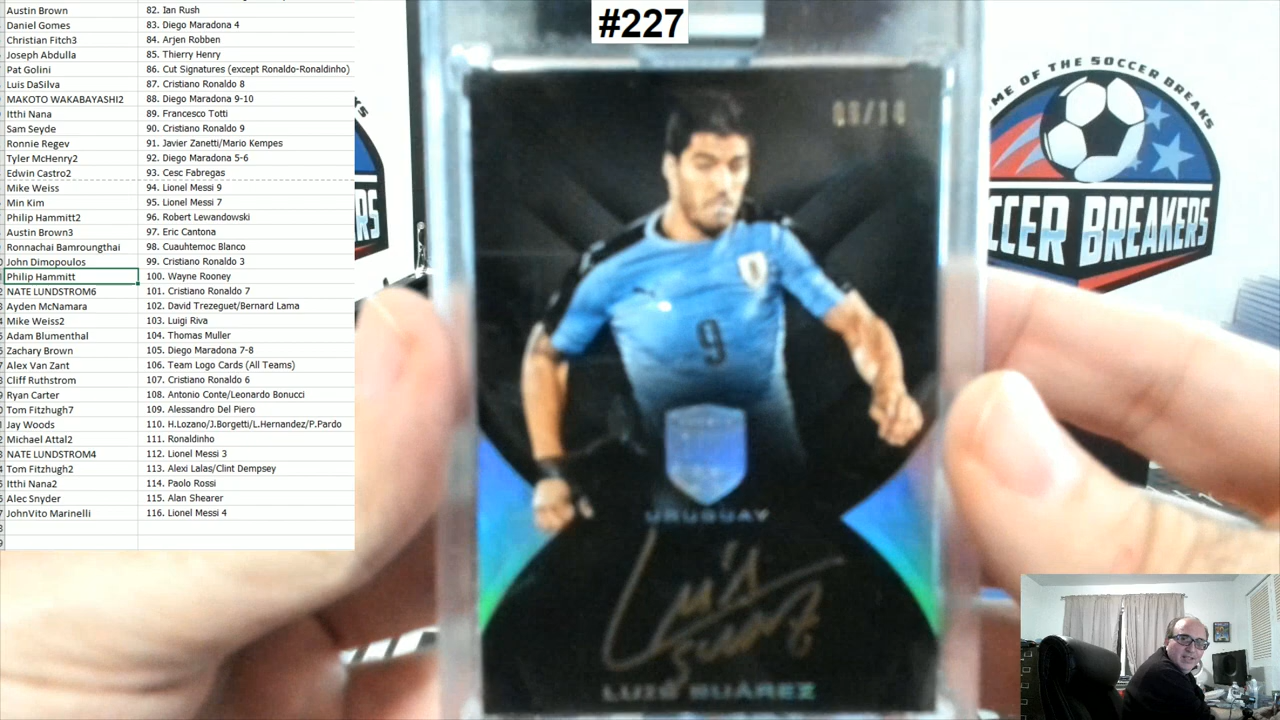 #227
Austin Brown 82. Ian Rush
Daniel Gomes 83. Diego Maradona 4
Christian Fitch3 84. Arjen Robben
Joseph Abdulla 85. Thierry Henry
Pat Golini 86. Cut Signatures (except Ronaldo-Ronaldinho)
Luis DaSilva 87. Cristiano Ronaldo 8
MAKOTO WAKABAYASHI2 88. Diego Maradona 9-10
Itthi Nana 89. Francesco Totti
Sam Seyde 90. Cristiano Ronaldo 9
Ronnie Regev 91. Javier Zanetti/Mario Kempes
Tyler McHenry2 92. Diego Maradona 5-6
Edwin Castro2 93. Cesc Fabregas
Mike Weiss 94. Lionel Messi 9
Min Kim 95. Lionel Messi 7
Philip Hammitt2 96. Robert Lewandowski
Austin Brown3 97. Eric Cantona
Ronnachai Bamroungthai 98. Cuauhtemoc Blanco
John Dimopoulos 99. Cristiano Ronaldo 3
Philip Hammitt 100. Wayne Rooney
NATE LUNDSTROM6 101. Cristiano Ronaldo 7
Ayden McNamara 102. David Trezeguet/Bernard Lama
Mike Weiss2 103. Luigi Riva
Adam Blumenthal 104. Thomas Muller
Zachary Brown 105. Diego Maradona 7-8
Alex Van Zant 106. Team Logo Cards (All Teams)
Cliff Ruthstrom 107. Cristiano Ronaldo 6
Ryan Carter 108. Antonio Conte/Leonardo Bonucci
Tom Fitzhugh7 109. Alessandro Del Piero
Jay Woods 110. H.Lozano/J.Borgetti/L.Hernandez/P.Pardo
Michael Attal2 111. Ronaldinho
NATE LUNDSTROM4 112. Lionel Messi 3
Tom Fitzhugh2 113. Alexi Lalas/Clint Dempsey
Itthi Nana2 114. Paolo Rossi
Alec Snyder 115. Alan Shearer
JohnVito Marinelli 116. Lionel Messi 4
9
URUGUAY
Luis
Suarez
LUIS SUÁREZ
OF THE SOCCER BREAKS
CCER BREAKERS